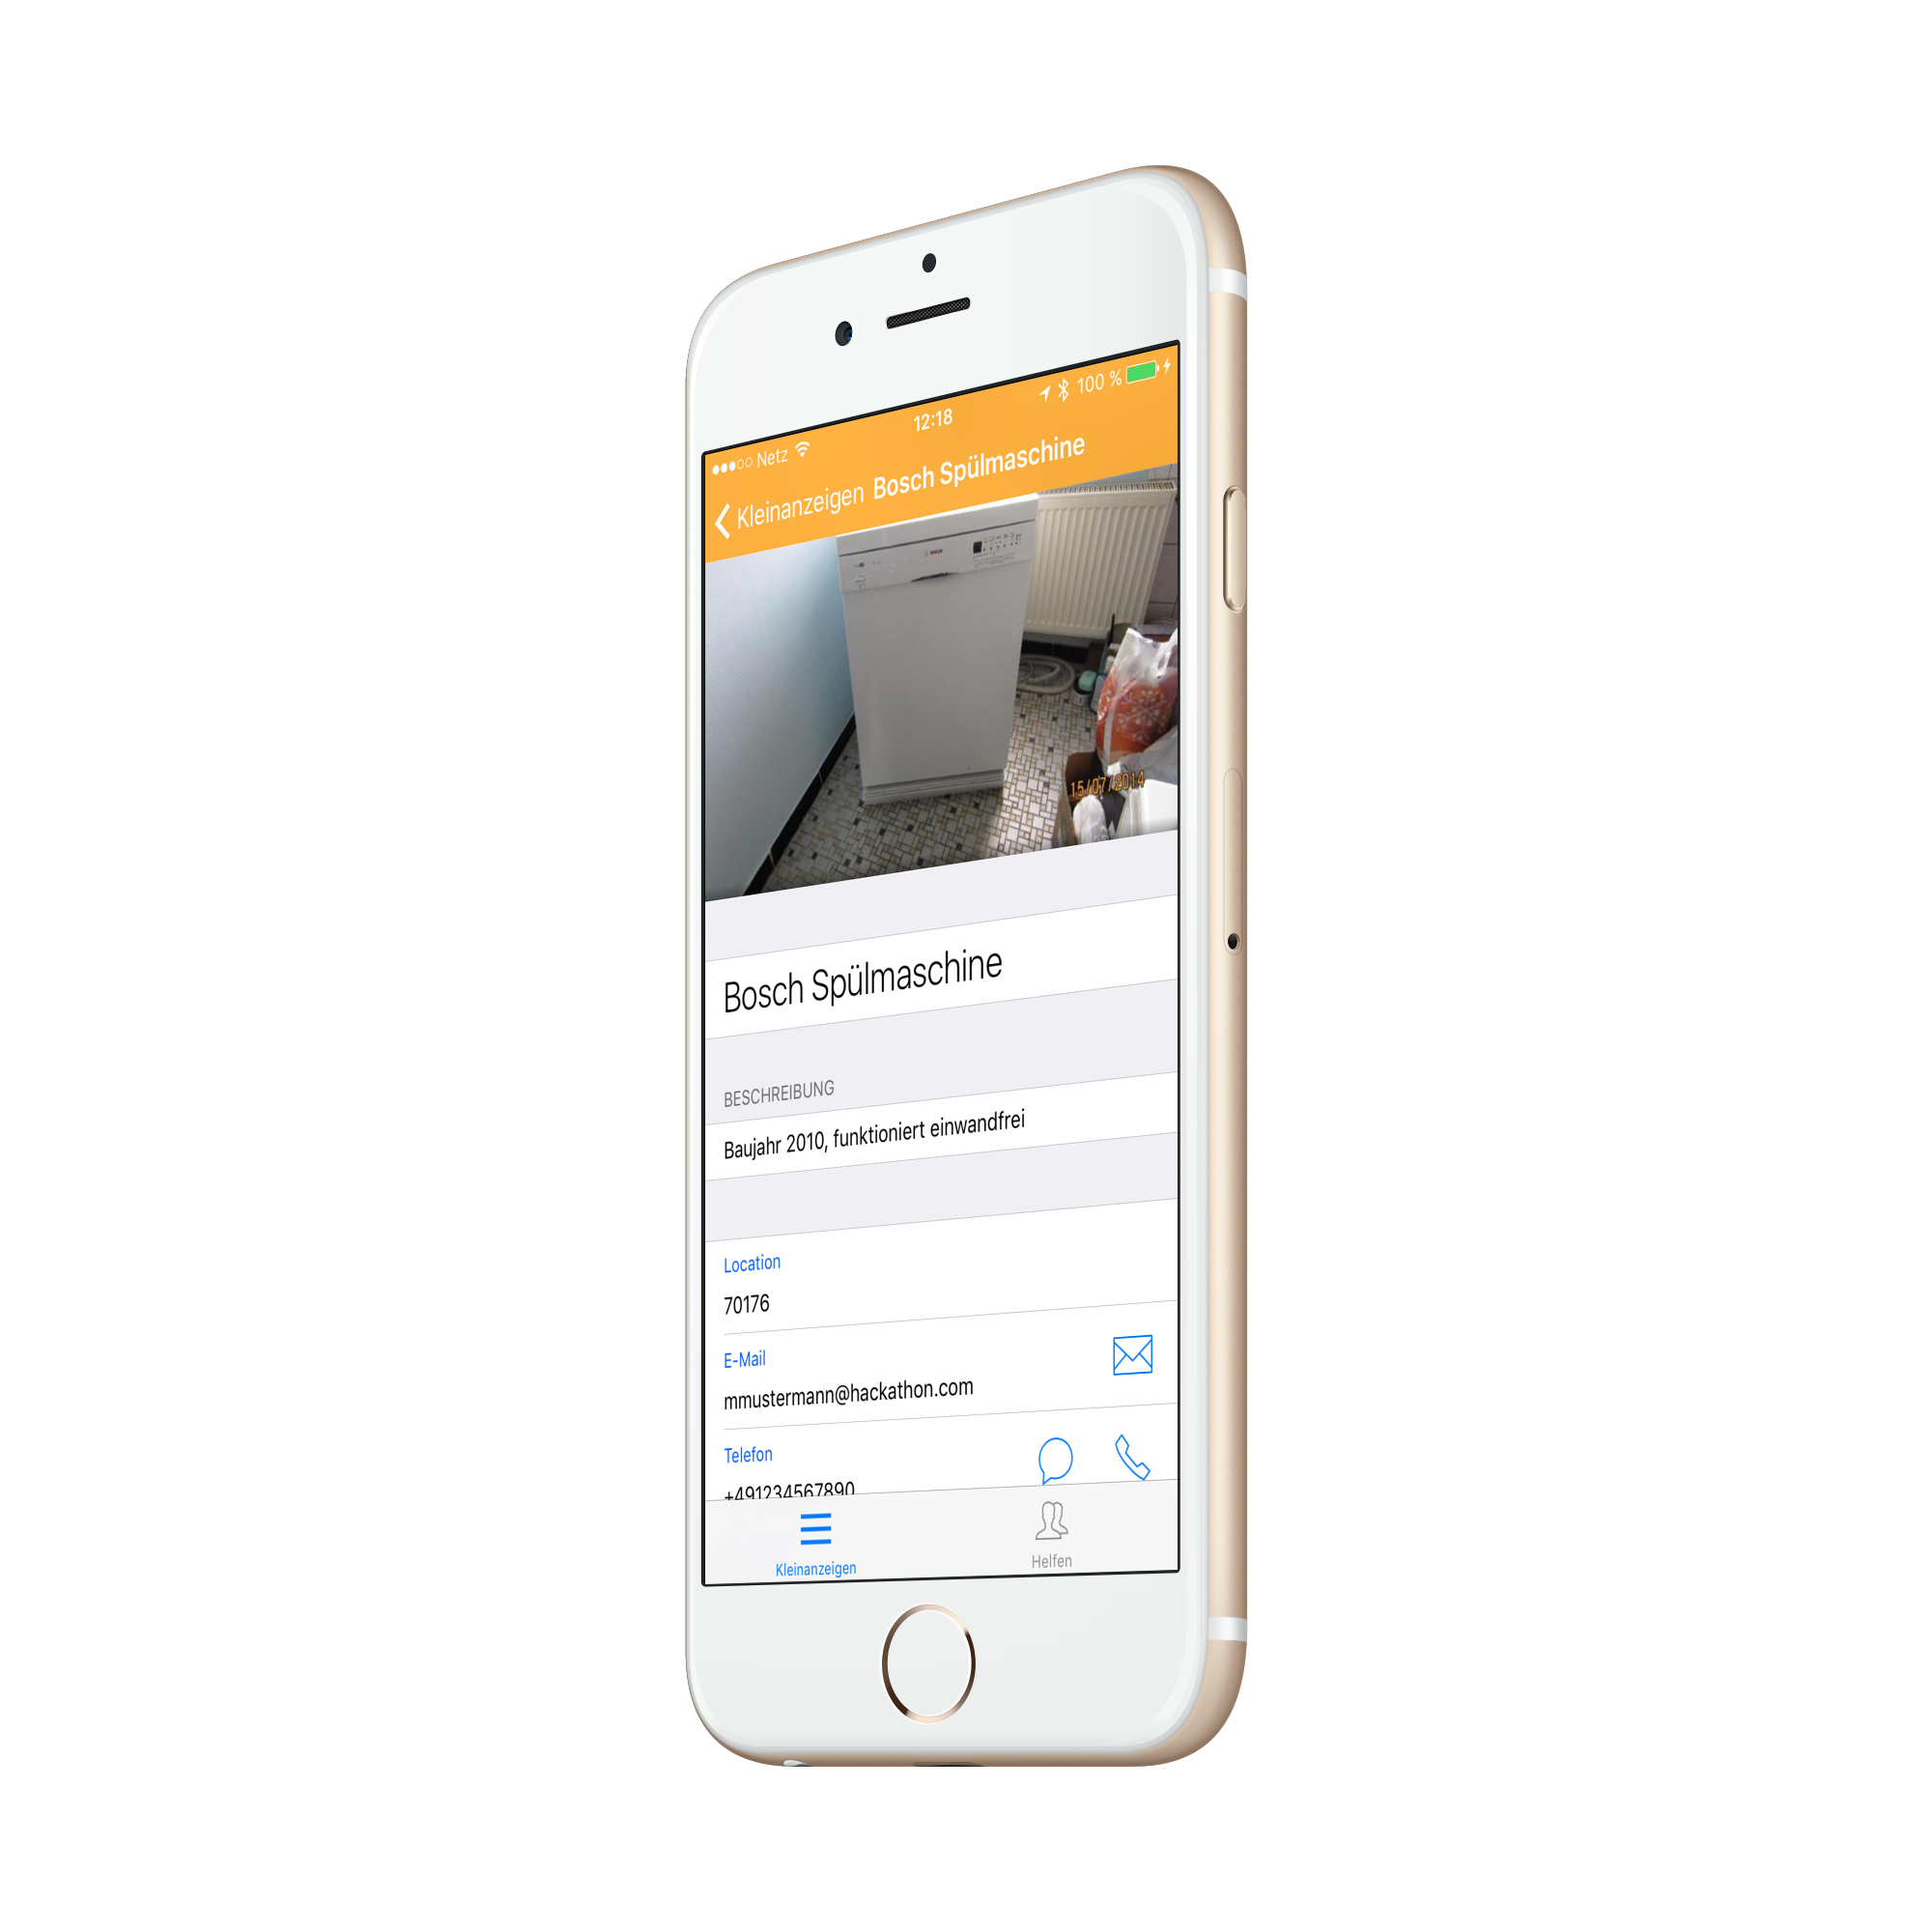 Netz
12:18
100 %
Kleinanzeigen
Bosch Spülmaschine
15/07/2014
Bosch Spülmaschine
BESCHREIBUNG
Baujahr 2010, funktioniert einwandfrei
Location
70176
E-Mail
mmustermann@hackathon.com
Telefon
+491234567890
Kleinanzeigen
Helfen